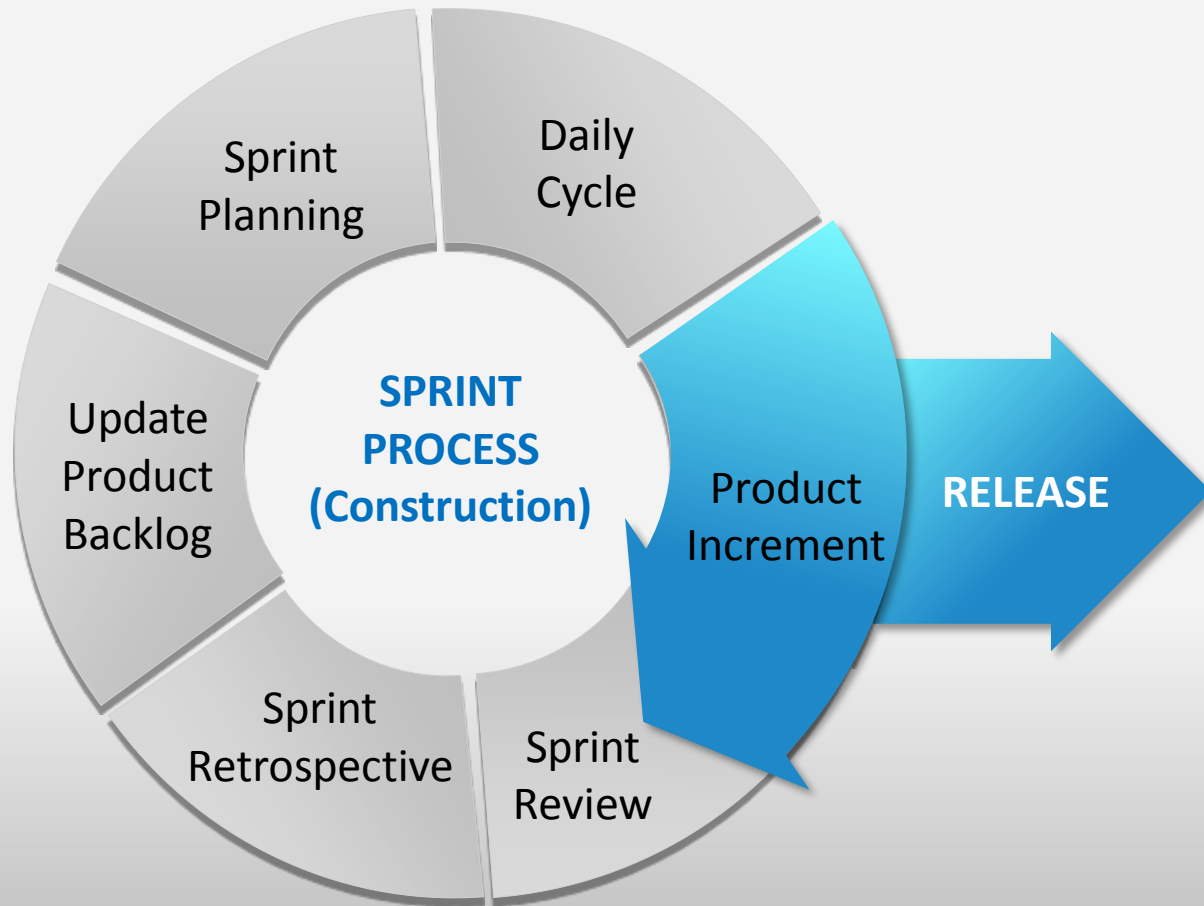 Sprint
Planning
Daily
Cycle
Update
Product
Backlog
SPRINT
PROCESS
(Construction)
Product
Increment
RELEASE
Sprint
Retrospective
Sprint
Review